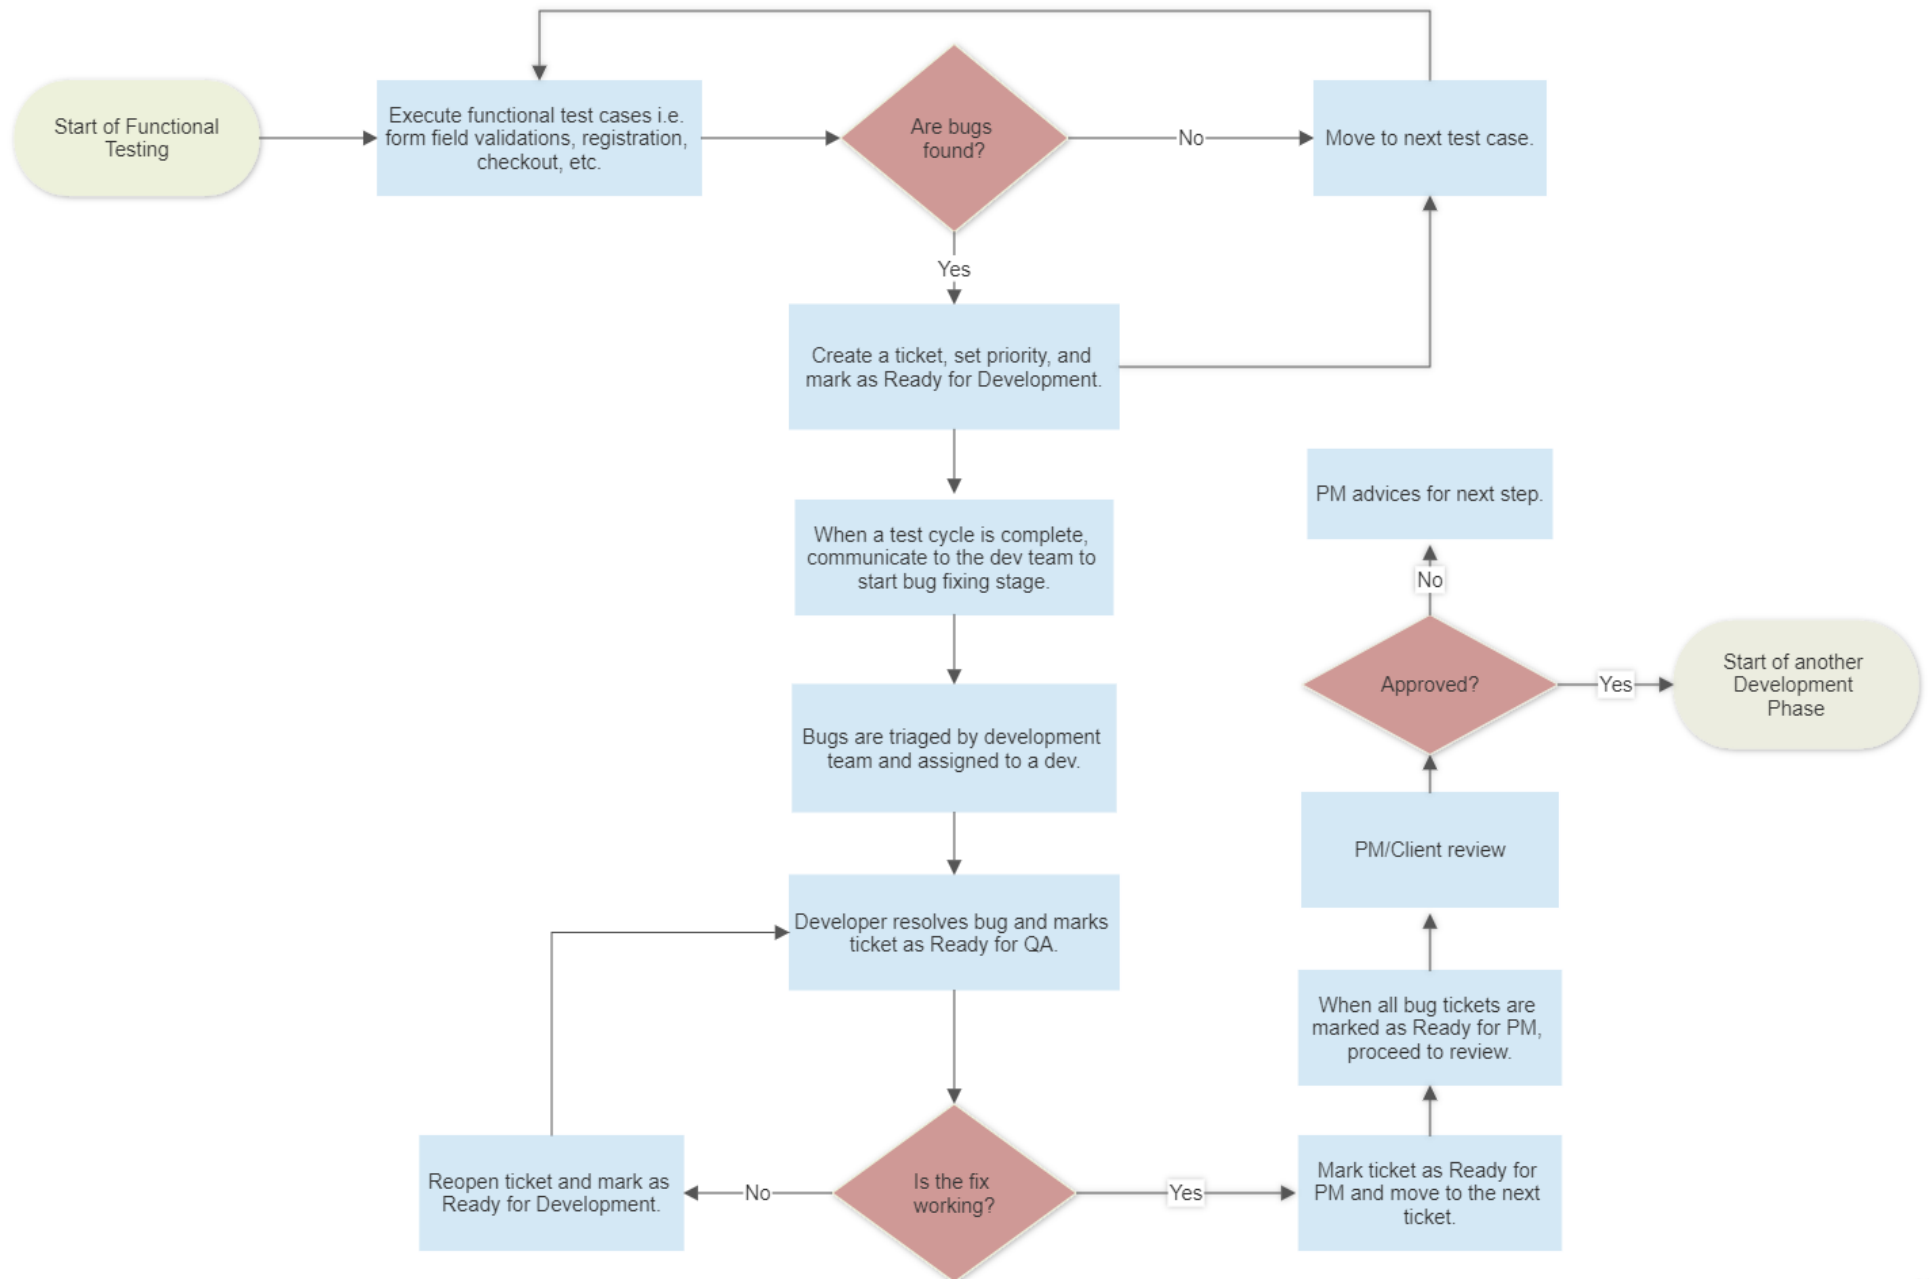 Start of Functional
Testing
Execute functional test cases i.e.
form field validations, registration,
checkout, etc.
Are bugs
found?
No
Move to next test case.
Yes
Create a ticket, set priority, and
mark as Ready for Development.
When a test cycle is complete,
communicate to the dev team to
start bug fixing stage.
Bugs are triaged by development
team and assigned to a dev.
Developer resolves bug and marks
ticket as Ready for QA.
Is the fix
working?
No
Reopen ticket and mark as
Ready for Development.
Yes
Mark ticket as Ready for
PM and move to the next
ticket.
When all bug tickets are
marked as Ready for PM,
proceed to review.
PM/Client review
Approved?
No
PM advices for next step.
Yes
Start of another
Development
Phase